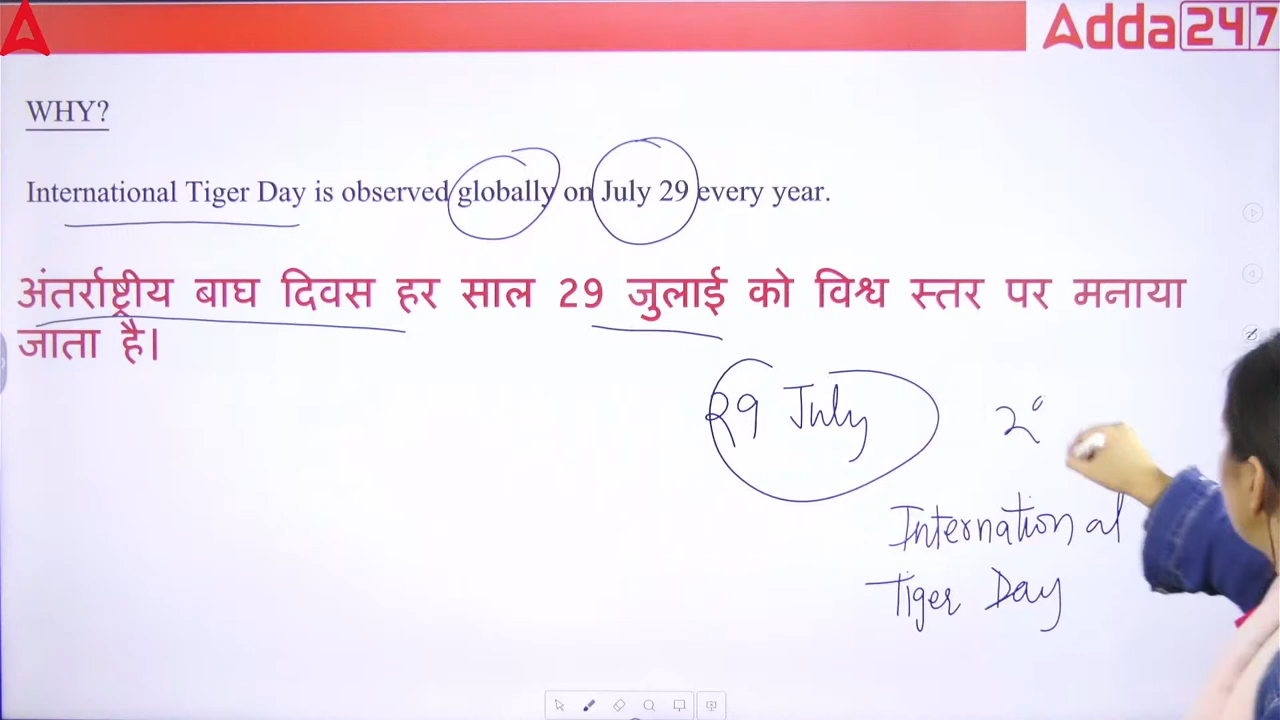 Adda247
WHY?
International Tiger Day is observed globally on July 29 every year.
अंतर्राष्ट्रीय बाघ दिवस हर साल 29 जुलाई को विश्व स्तर पर मनाया
जाता है।
29 July
International
Tiger Day